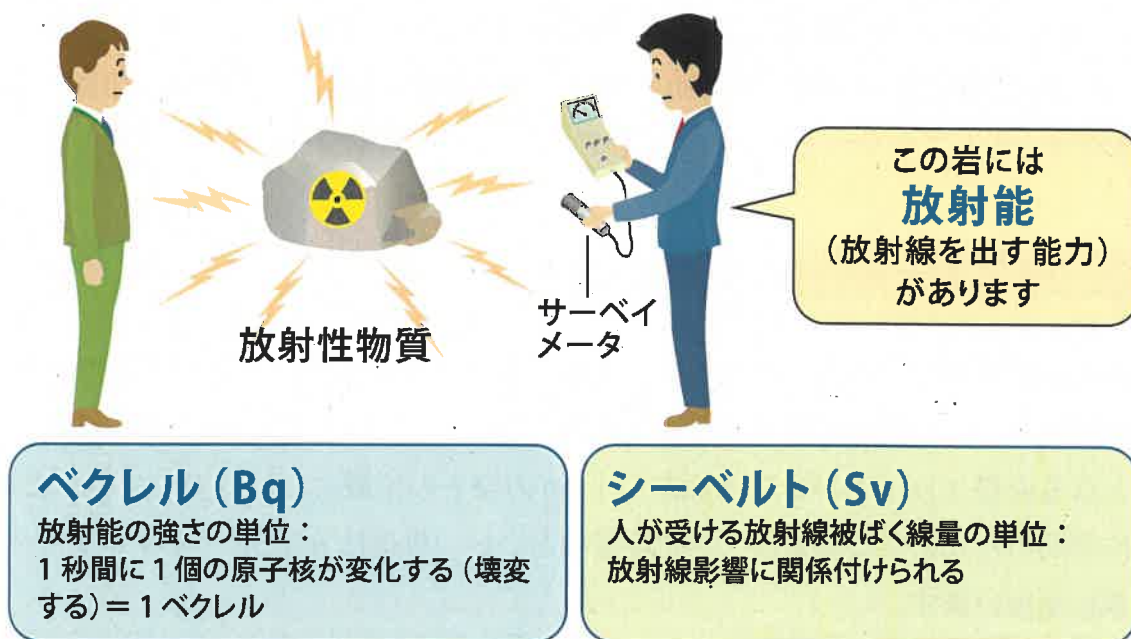 この岩には
放射能
（放射線を出す能力）
があります
サーベイ
メータ
放射性物質
ベクレル（Bq）
放射能の強さの単位：
1秒間に1個の原子核が変化する（壊変
する）＝1ベクレル
シーベルト（Sv）
人が受ける放射線被ばく線量の単位：
放射線影響に関係付けられる